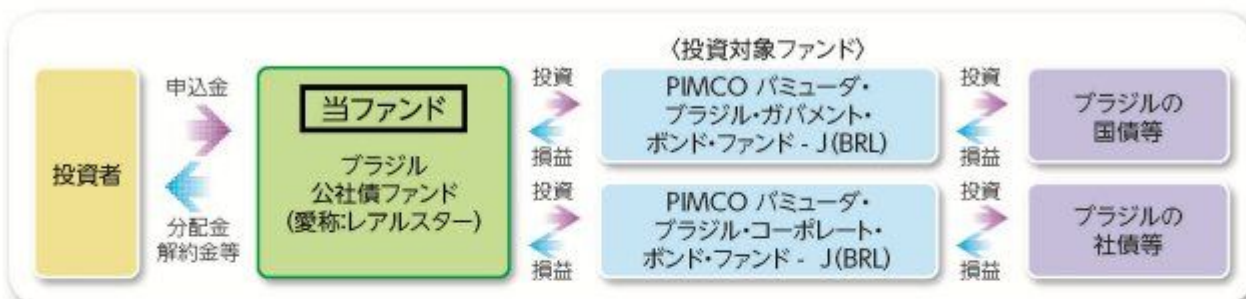 〈投資対象ファンド〉
投資者
申込金
分配金
解約金等
当ファンド
ブラジル
公社債ファンド
(愛称:レアルスター)
投資
損益
投資
損益
PIMCO バミューダ・
ブラジル・ガバメント・
ボンド・ファンド - J(BRL)
PIMCO バミューダ・
ブラジル・コーポレート・
ボンド・ファンド - J(BRL)
投資
損益
投資
損益
ブラジルの
国債等
ブラジルの
社債等